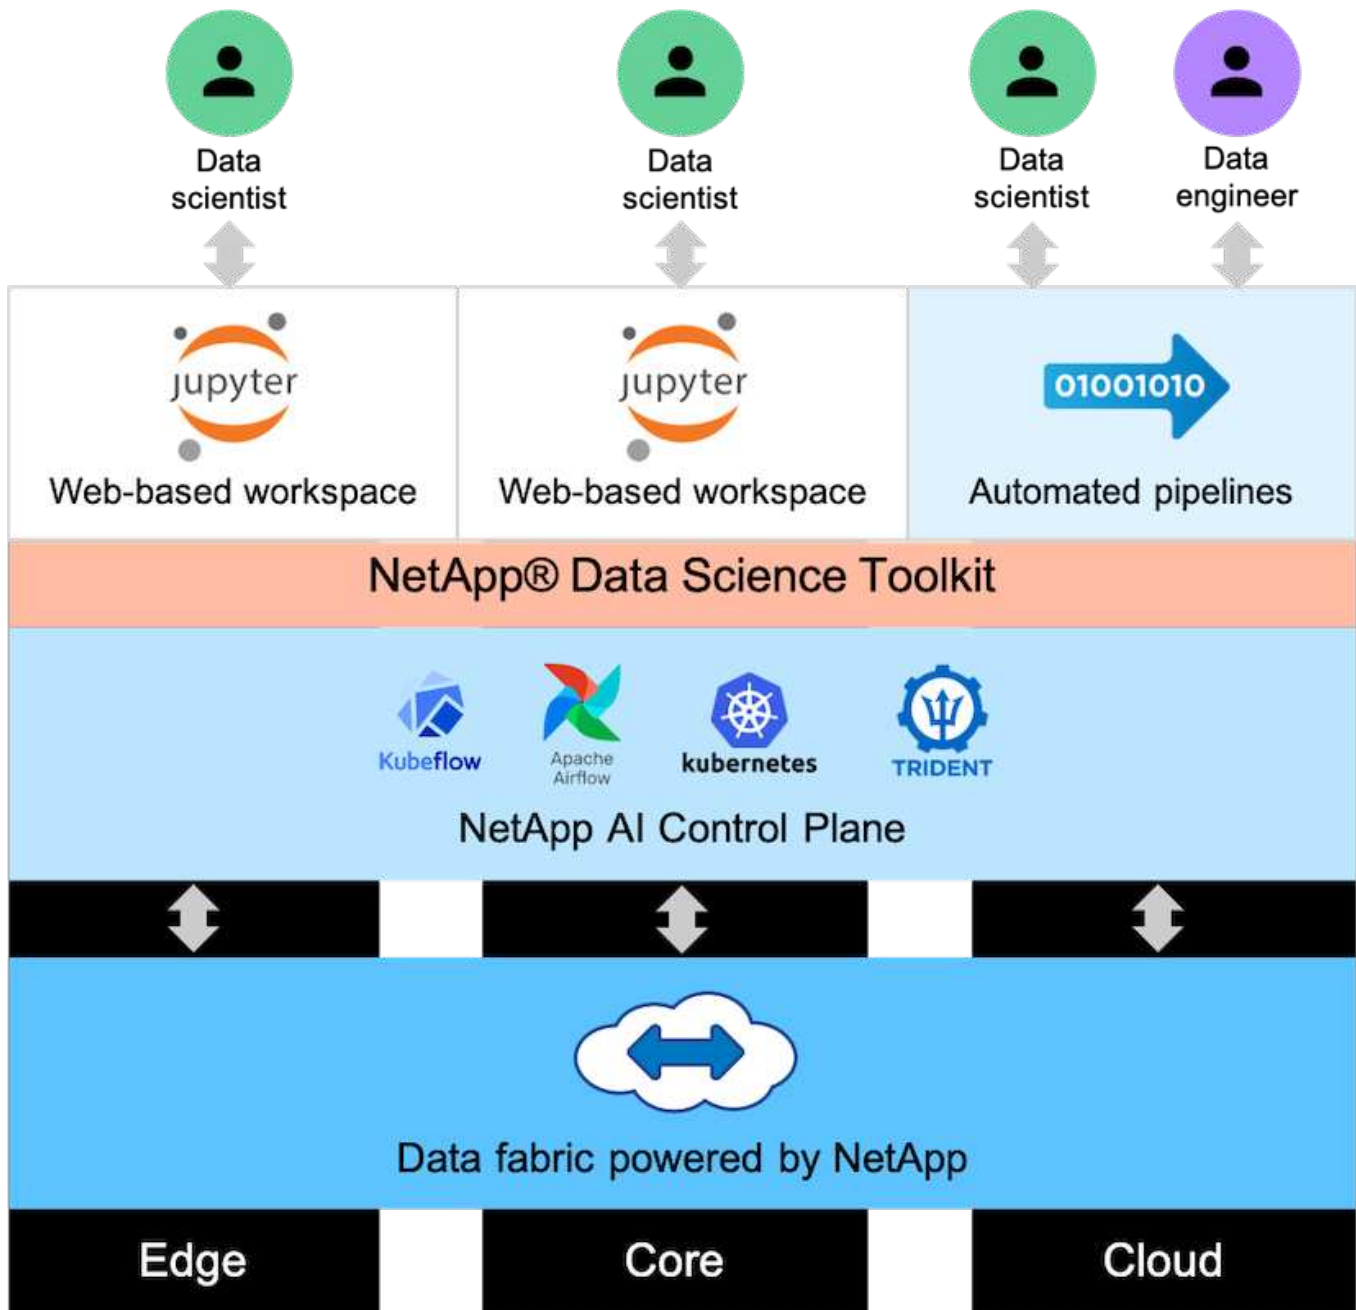 Data
scientist
Data
scientist
Data
scientist
Data
engineer
jupyter
Web-based workspace
jupyter
Web-based workspace
01001010
Automated pipelines
NetApp® Data Science Toolkit
Kubeflow
Apache
Airflow
kubernetes
TRIDENT
NetApp AI Control Plane
Data fabric powered by NetApp
Edge
Core
Cloud